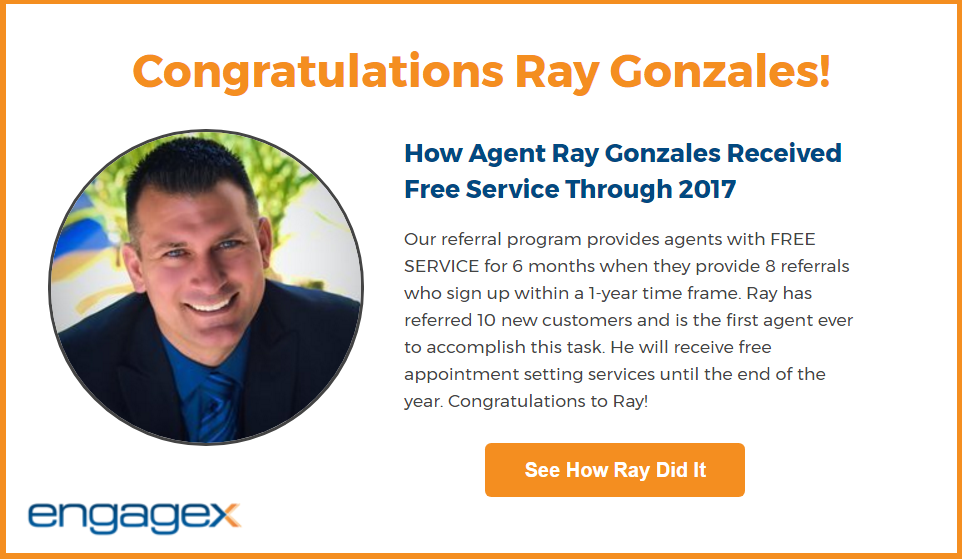 Congratulations Ray Gonzales!
How Agent Ray Gonzales Received
Free Service Through 2017
Our referral program provides agents with FREE
SERVICE for 6 months when they provide 8 referrals
who sign up within a 1-year time frame. Ray has
referred 10 new customers and is the first agent ever
to accomplish this task. He will receive free
appointment setting services until the end of the
year. Congratulations to Ray!
See How Ray Did It
engagex